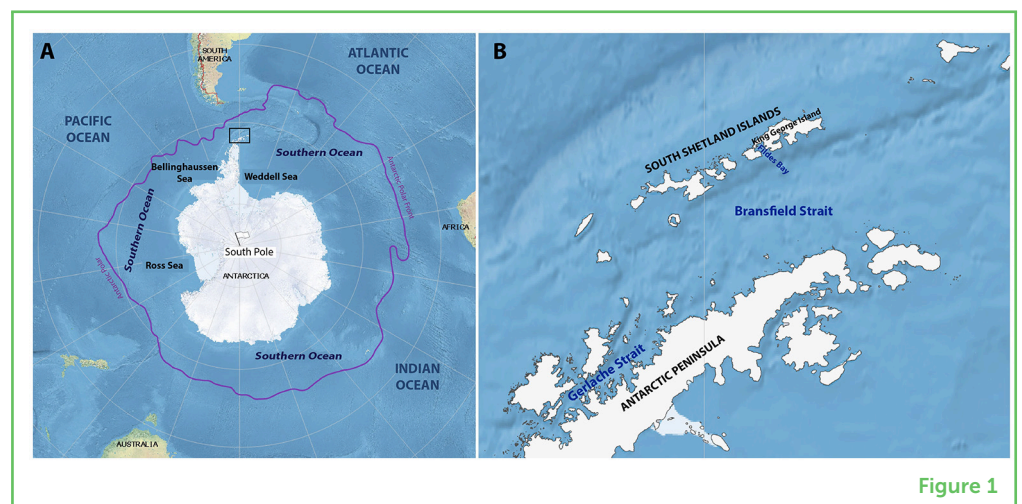 A
SOUTH
AMERICA
ATLANTIC
OCEAN
PACIFIC
OCEAN
Southern Ocean
Bellinghaussen
Sea
Weddell Sea
Antarctic Polar Front
Southern Ocean
AFRICA
South Pole
Ross Sea
ANTARCTICA
Antarctic Polar
Southern Ocean
INDIAN
OCEAN
AUSTRALIA
B
SOUTH SHETLAND ISLANDS
King George Island
Fildes Bay
Bransfield Strait
Gerlache Strait
ANTARCTIC PENINSULA
Figure 1